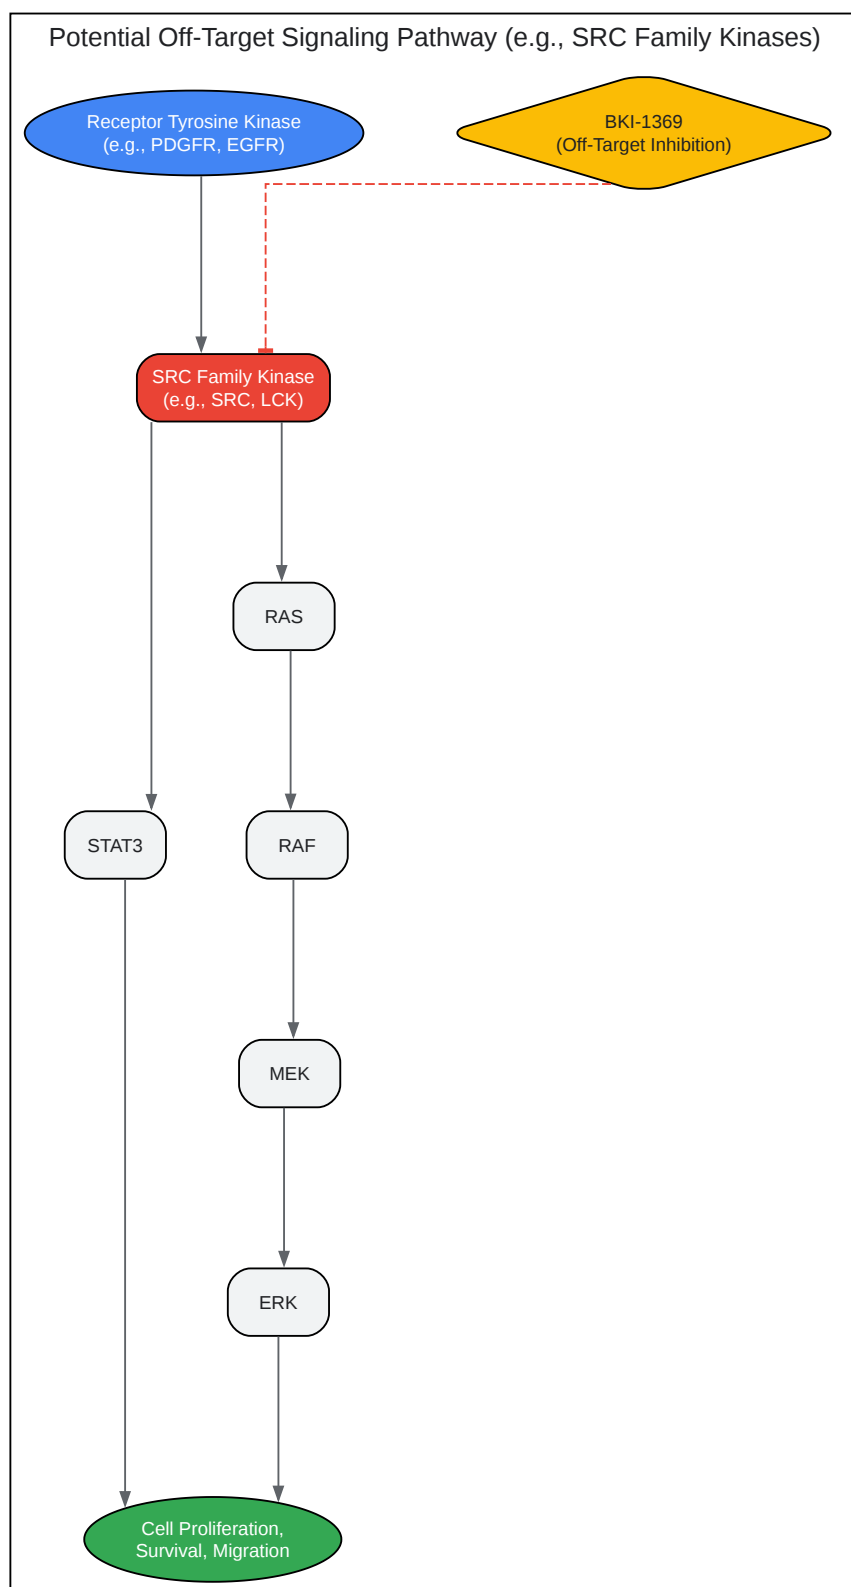 Potential Off-Target Signaling Pathway (e.g., SRC Family Kinases)
Receptor Tyrosine Kinase
(e.g., PDGFR, EGFR)
BKI-1369
(Off-Target Inhibition)
SRC Family Kinase
(e.g., SRC, LCK)
RAS
STAT3
RAF
MEK
ERK
Cell Proliferation,
Survival, Migration